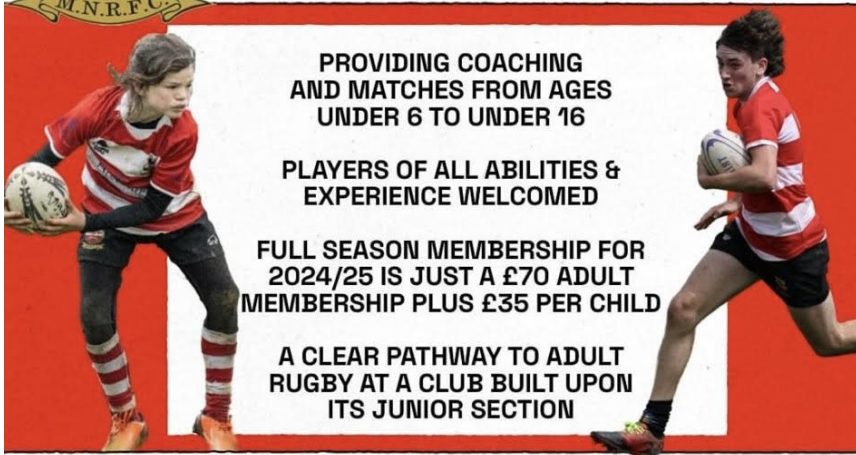 M.N.R.F.C.
PROVIDING COACHING
AND MATCHES FROM AGES
UNDER 6 TO UNDER 16
PLAYERS OF ALL ABILITIES &
EXPERIENCE WELCOMED
FULL SEASON MEMBERSHIP FOR
2024/25 IS JUST A £70 ADULT
MEMBERSHIP PLUS £35 PER CHILD
A CLEAR PATHWAY TO ADULT
RUGBY AT A CLUB BUILT UPON
ITS JUNIOR SECTION